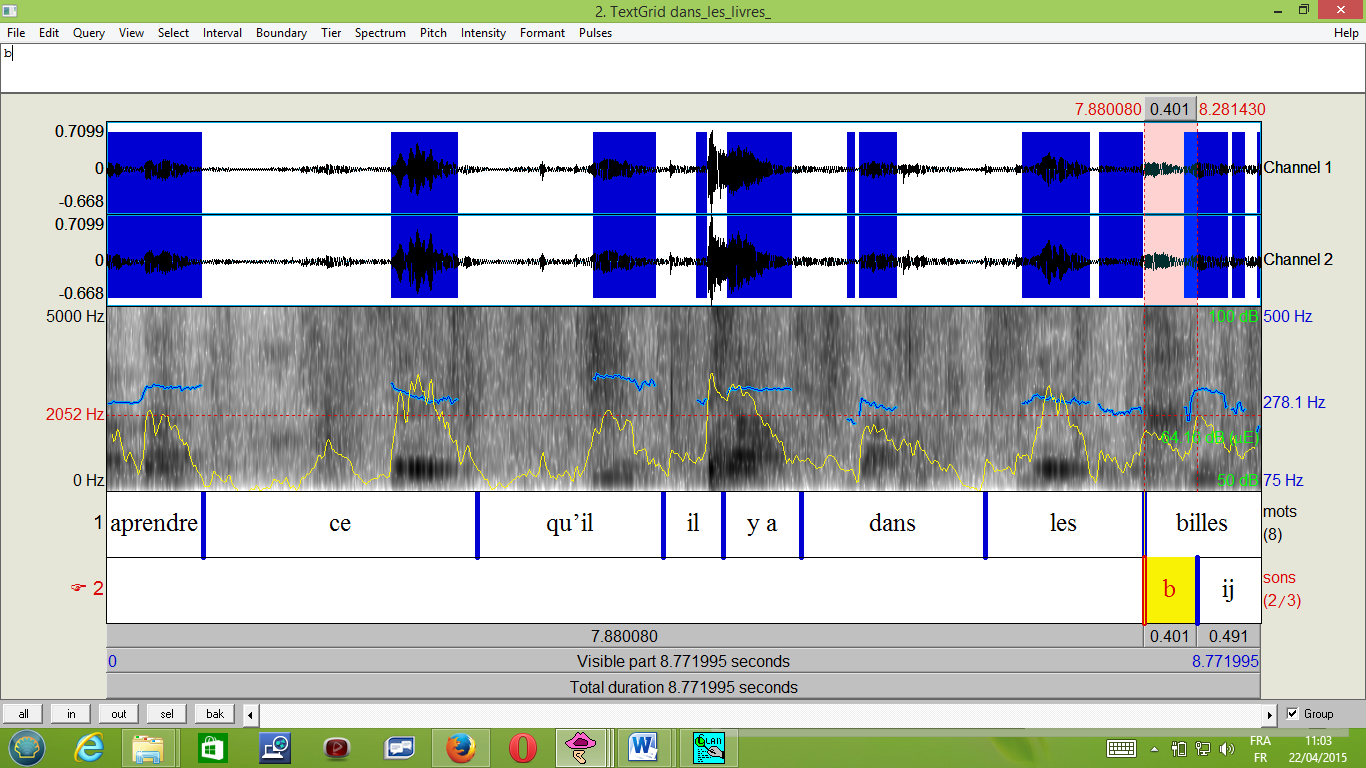 2. TextGrid dans_les_livres_
File Edit Query View Select Interval Boundary Tier Spectrum Pitch Intensity Formant Pulses Help
b
7.880080 0.401 8.281430
0.7099
0 Channel 1
-0.668
0.7099
0 Channel 2
-0.668
5000 Hz 100 dB 500 Hz
2052 Hz 278.1 Hz
64.10 dB (µE)
0 Hz 50 dB 75 Hz
1 aprendre ce qu’il il y a dans les billes mots
(8)
2 b ij sons
(2/3)
7.880080 0.401 0.491
0 Visible part 8.771995 seconds 8.771995
Total duration 8.771995 seconds
all in out sel bak Group
W CLAN FRA 11:03
FR 22/04/2015